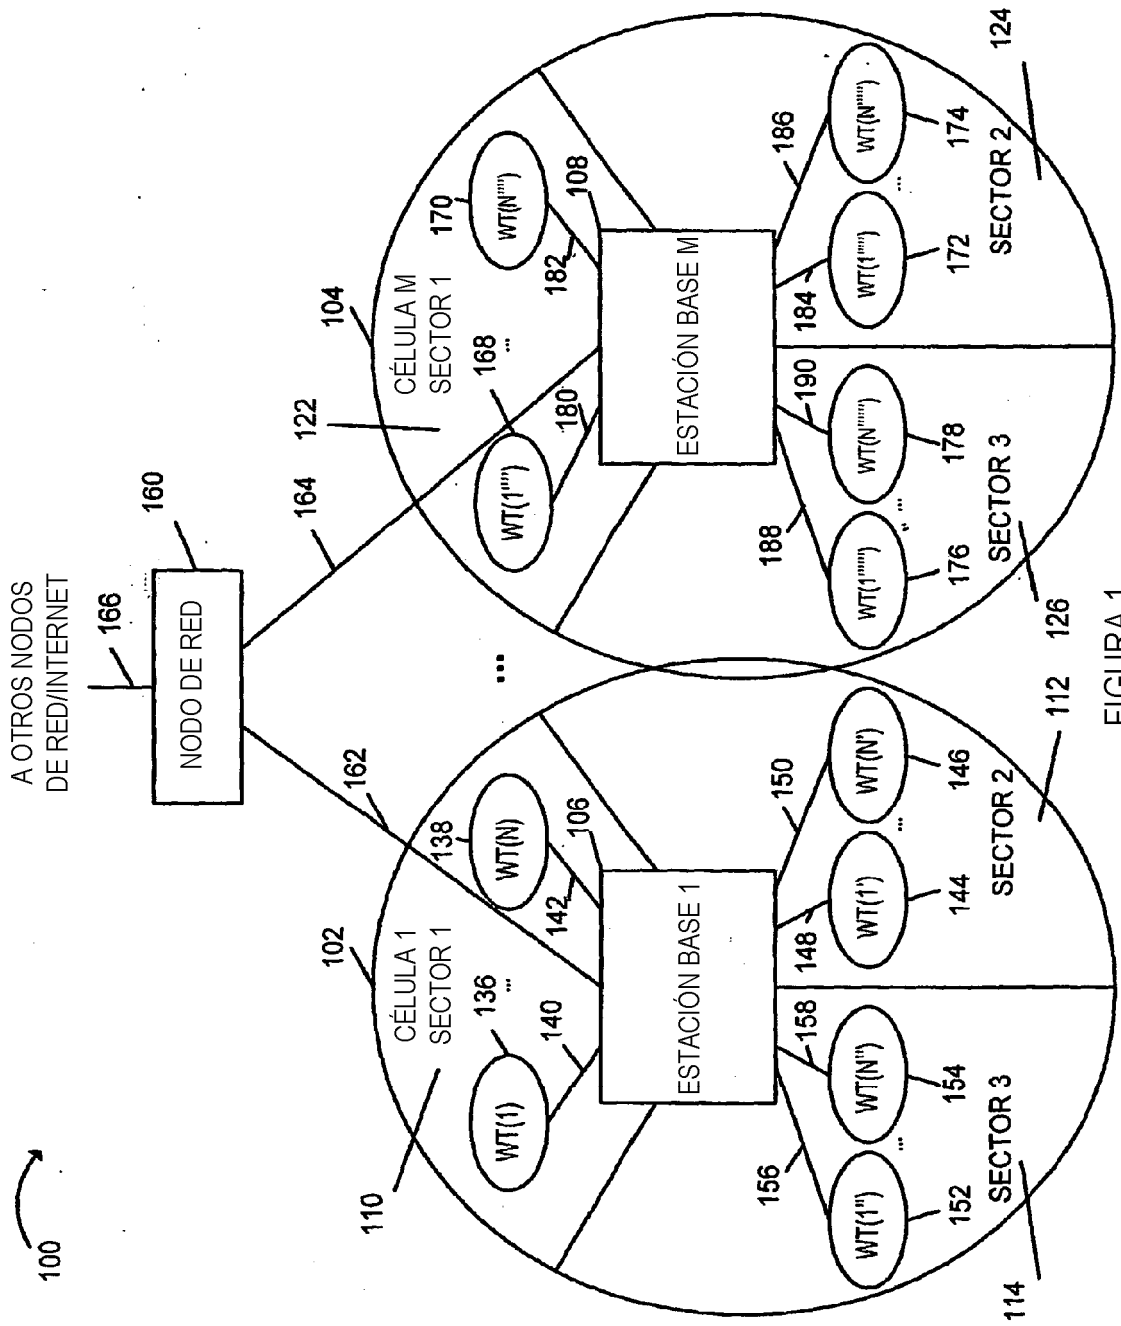 100
A OTROS NODOS
DE RED/INTERNET
166
160
NODO DE RED
162
164
102
CÉLULA 1
SECTOR 1
110
136
...
138
WT(1)
WT(N)
140
142
106
ESTACIÓN BASE 1
156
158
148
150
WT(1''')
WT(N''')
WT(1')
WT(N')
...
...
152
154
144
146
SECTOR 3
SECTOR 2
114
112
...
104
CÉLULA M
SECTOR 1
122
168
...
170
WT(1'''')
WT(N'''')
180
182
108
ESTACIÓN BASE M
188
190
184
186
WT(1'''''')
WT(N'''''')
WT(1''''')
WT(N''''')
...
...
176
178
172
174
SECTOR 3
SECTOR 2
126
124
FIGURA 1